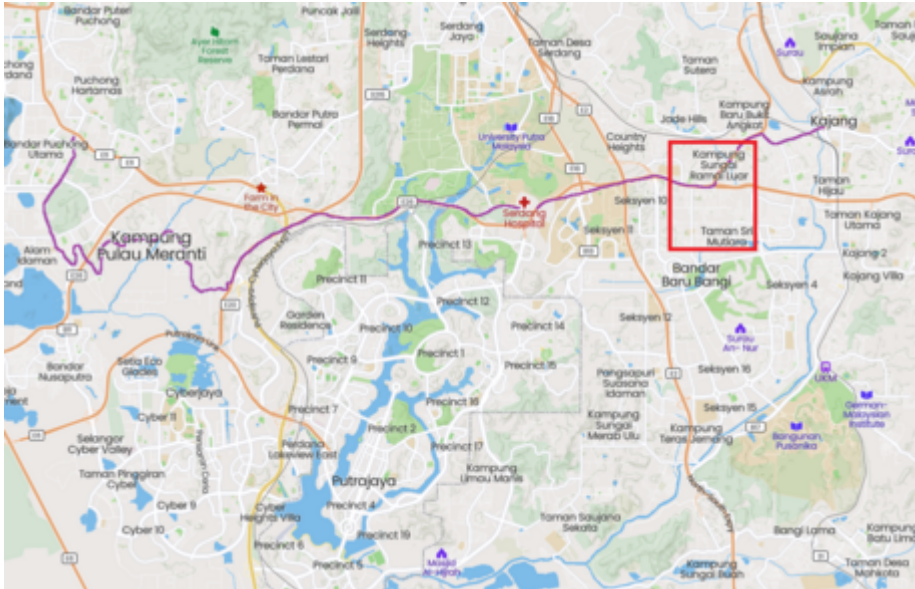 Bandar Puteri
Puchong
Puncak Jalil
Serdang
Heights
Serdang
Jaya
Taman Desa
Serdang
Surau
Saujana
Impian
Ayer Hitam
Forest
Reserve
Taman Lestari
Perdana
Taman
Sutera
Kampung
Puchong
Hartamas
Bandar Putra
Permai
Kampung
Baru Bukit
Angkat
Jade Hills
Kajang
University Putra
Malaysia
Country
Heights
Bandar Puchong
Utama
Farm In
the City
Kampung
Sungai
Ramal Luar
Taman
Hijau
Serdang
Hospital
Seksyen 10
Seksyen 11
Taman Sri
Mutiara
Taman Kajang
Utama
Kajang 2
Kajang Villa
Alam
Idaman
Kampung
Pulau Meranti
Precinct 13
Bandar
Baru Bangi
Seksyen 4
Precinct 11
Precinct 12
Garden
Residence
Precinct 10
Precinct 14
Seksyen 12
Surau
An- Nur
Precinct 9
Precinct 1
Precinct 15
Bandar
Nusaputra
Setia Eco
Glades
Cyberjaya
Pangsapuri
Suasana
Idaman
Seksyen 16
UKM
Precinct 7
Precinct 16
Cyber 11
Precinct 2
Seksyen 15
German-
Malaysian
Institute
Kampung
Sungai
Merab Ulu
Kampung
Teras Jernang
Bangunan
Pusanika
Selangor
Cyber Valley
Perdana
Lakeview East
Precinct 17
Kampung
Limau Manis
Taman Pinggiran
Cyber
Cyber 9
Putrajaya
Cyber
Heights Villa
Precinct 4
Cyber 10
Precinct 19
Taman Saujana
Sekata
Bangi Lama
Kampung
Batu
Precinct 6
Precinct 5
Masjid
Al-Hijrah
Kampung
Sungai Buah
Taman Desa
Mahkota